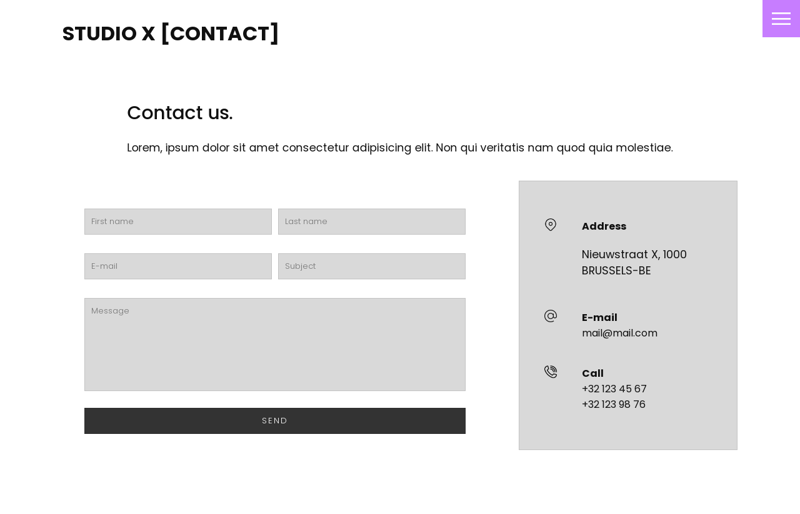 STUDIO X [CONTACT]
Contact us.
Lorem, ipsum dolor sit amet consectetur adipisicing elit. Non qui veritatis nam quod quia molestiae.
First name
Last name
E-mail
Subject
Message
SEND
Address
Nieuwstraat X, 1000
BRUSSELS-BE
E-mail
mail@mail.com
Call
+32 123 45 67
+32 123 98 76